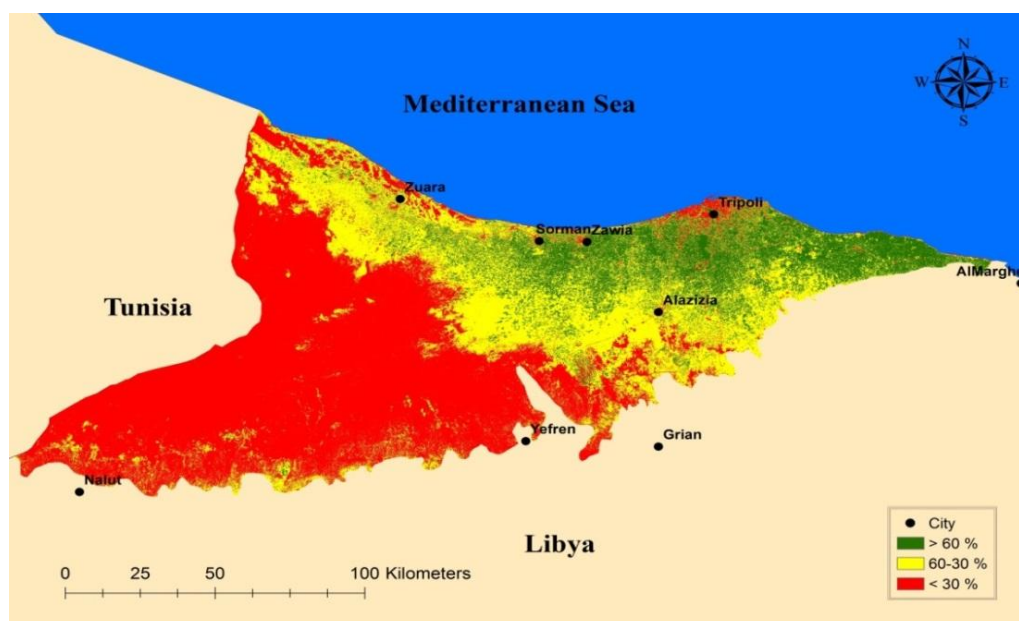 N
W E
S
Mediterranean Sea
Zuara
Tripoli
Sorman Zawia
AlMargh
Tunisia
Alazizia
Yefren
Grian
Nalut
Libya
City
> 60 %
60-30 %
< 30 %
0 25 50 100 Kilometers